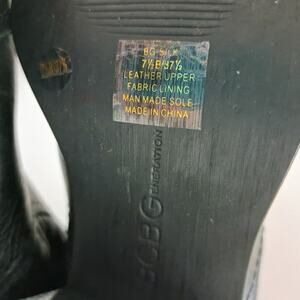 7½B/37½
LEATHER UPPER
FABRIC LINING
MAN MADE SOLE
MADE IN CHINA
BCBGENERATION